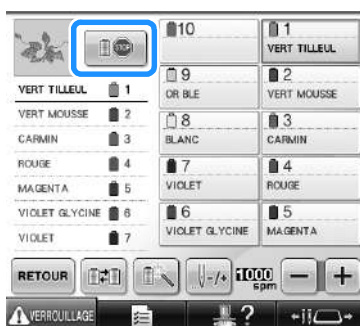 STOP
VERT TILLEUL 1
VERT MOUSSE 2
CARMIN 3
ROUGE 4
MAGENTA 5
VIOLET GLYCINE 6
VIOLET 7
10
1
VERT TILLEUL
9
OR BLE
2
VERT MOUSSE
8
BLANC
3
CARMIN
7
VIOLET
4
ROUGE
6
VIOLET GLYCINE
5
MAGENTA
RETOUR
-/+
1000
spm
-
+
VERROUILLAGE
?